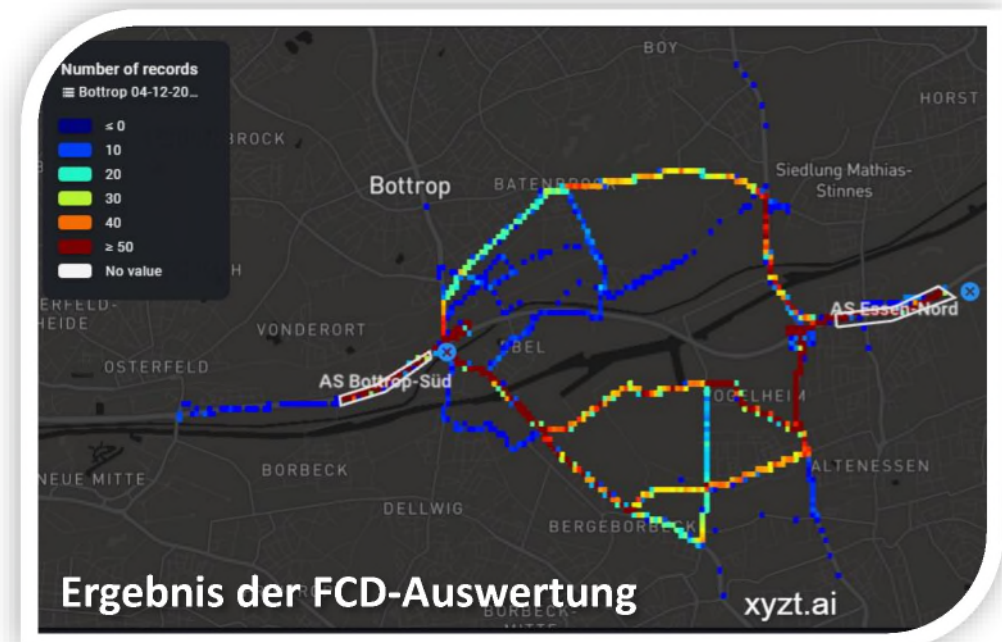 Number of records
Bottrop 04-12-20...
≤ 0
10
20
30
40
≥ 50
No value
BOY
HORST
BROCK
Siedlung Mathias-
Stinnes
Bottrop
BATENBROCK
AS Essen-Nord
ERFELD-
HEIDE
VONDERORT
EBEL
OSTERFELD
AS Bottrop-Süd
VOGELHEIM
NEUE MITTE
BORBECK
ALTENESSEN
DELLWIG
BERGEBORBECK
Ergebnis der FCD-Auswertung
xyzt.ai
BORBECK-
MITTE